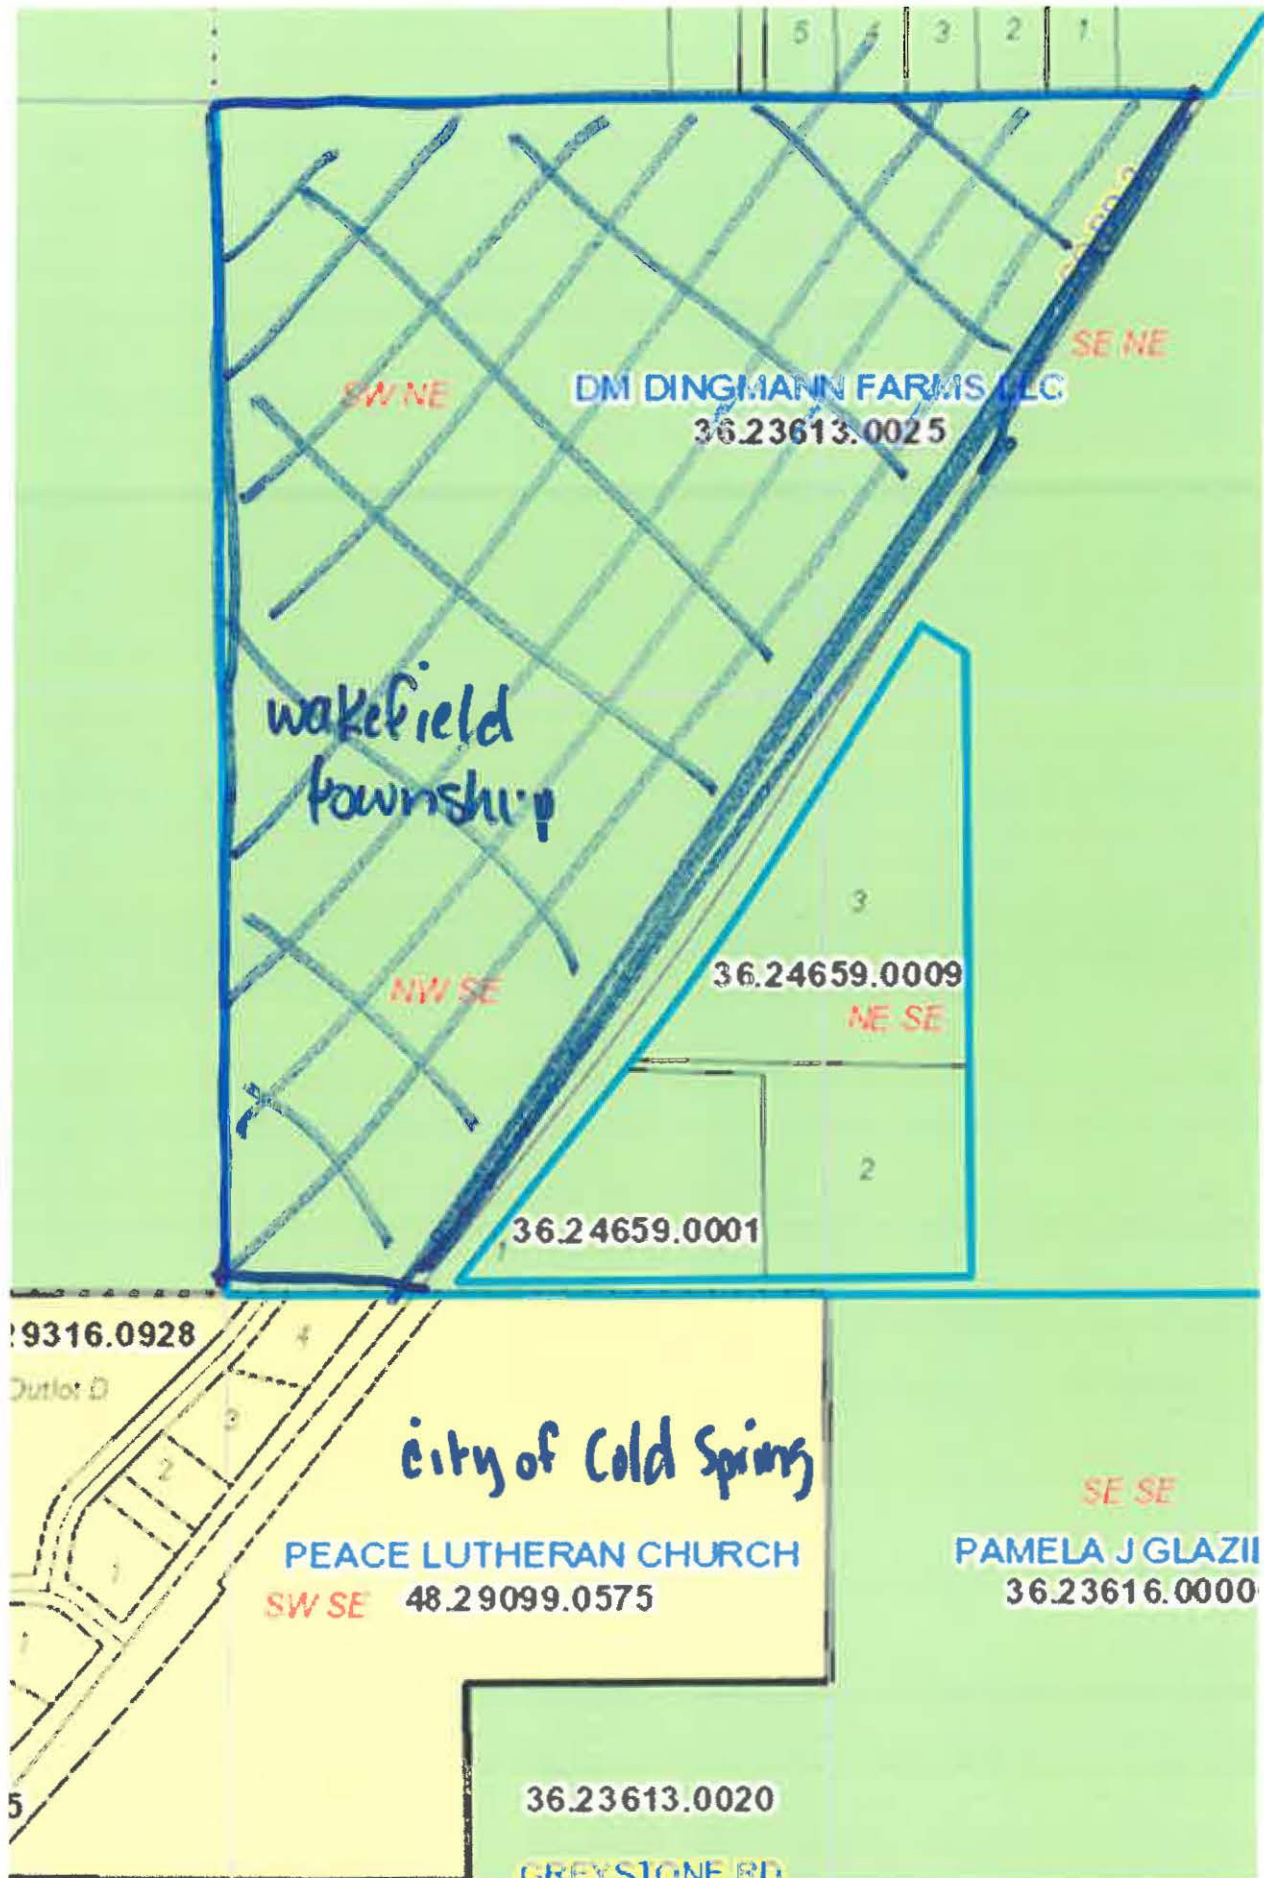 5 4 3 2 1
SE NE
SW NE
DM DINGMANN FARMS LLC
36.23613.0025
wakefield
township
3
36.24659.0009
NW SE
NE SE
2
36.24659.0001
1
29316.0928
4
Outlot D
3
city of Cold Spring
2
SE SE
PEACE LUTHERAN CHURCH
PAMELA J GLAZI
1
SW SE
48.29099.0575
36.23616.0000
1
36.23613.0020
5
GREYSTONE RD